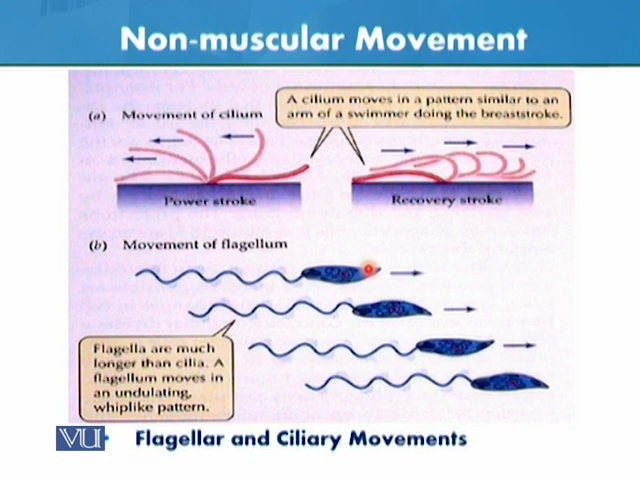 Non-muscular Movement
(a) Movement of cilium
A cilium moves in a pattern similar to an
arm of a swimmer doing the breaststroke.
Power stroke
Recovery stroke
(b) Movement of flagellum
Flagella are much
longer than cilia. A
flagellum moves in
an undulating,
whiplike pattern.
VU
Flagellar and Ciliary Movements